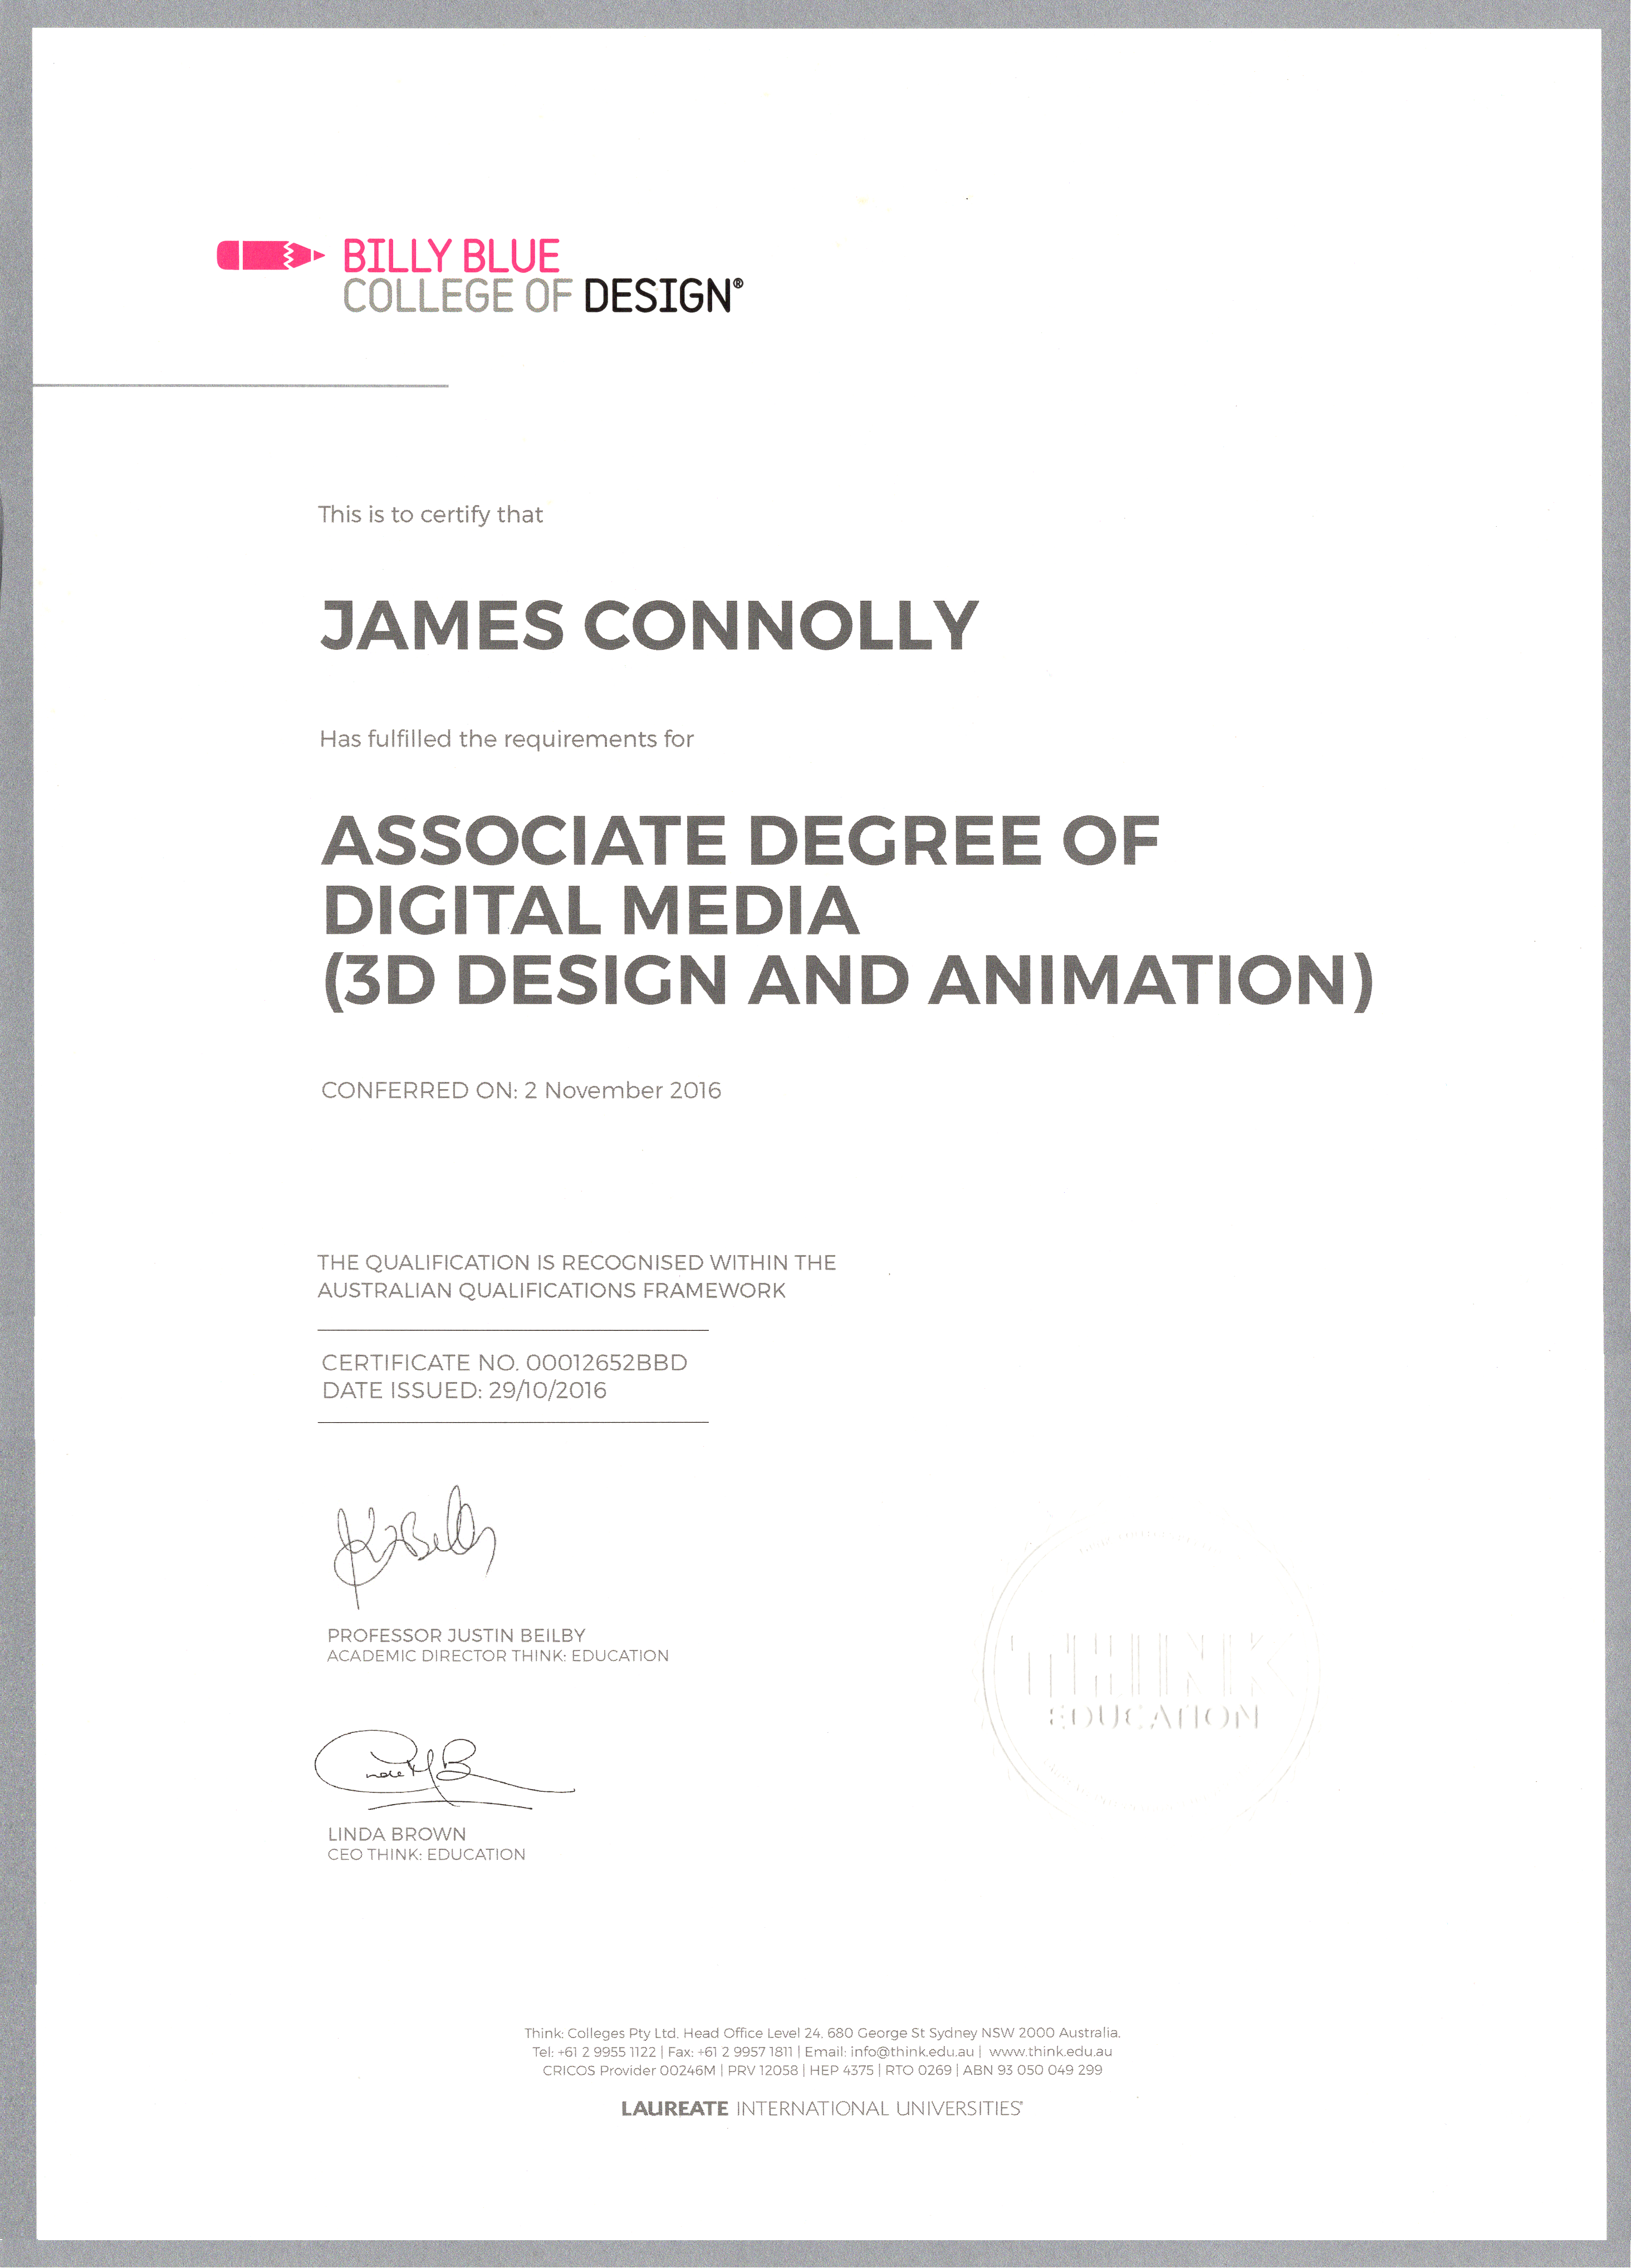 BILLY BLUE
COLLEGE OF DESIGN®
This is to certify that
JAMES CONNOLLY
Has fulfilled the requirements for
ASSOCIATE DEGREE OF
DIGITAL MEDIA
(3D DESIGN AND ANIMATION)
CONFERRED ON: 2 November 2016
THE QUALIFICATION IS RECOGNISED WITHIN THE
AUSTRALIAN QUALIFICATIONS FRAMEWORK
CERTIFICATE NO. 00012652BBD
DATE ISSUED: 29/10/2016
PROFESSOR JUSTIN BEILBY
ACADEMIC DIRECTOR THINK: EDUCATION
THINK
EDUCATION
LINDA BROWN
CEO THINK: EDUCATION
Think: Colleges Pty Ltd. Head Office Level 24, 680 George St Sydney NSW 2000 Australia.
Tel: +61 2 9955 1122 | Fax: +61 2 9957 1811 | Email: info@think.edu.au | www.think.edu.au
CRICOS Provider 00246M | PRV 12058 | HEP 4375 | RTO 0269 | ABN 93 050 049 299
LAUREATE INTERNATIONAL UNIVERSITIES®